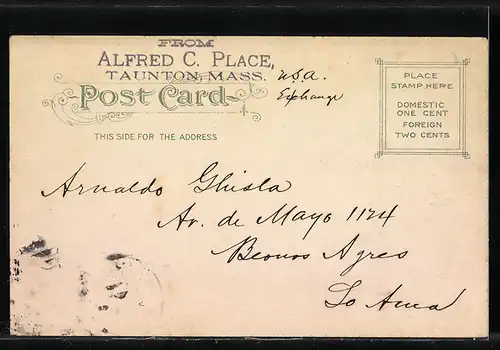 FROM
ALFRED C. PLACE,
TAUNTON, MASS. U.S.A.
Exchange
Post Card
THIS SIDE FOR THE ADDRESS
PLACE
STAMP HERE
DOMESTIC
ONE CENT
FOREIGN
TWO CENTS
Arnaldo Ghisla
Av. de Mayo 1124
Beunos Ayres
So Ama